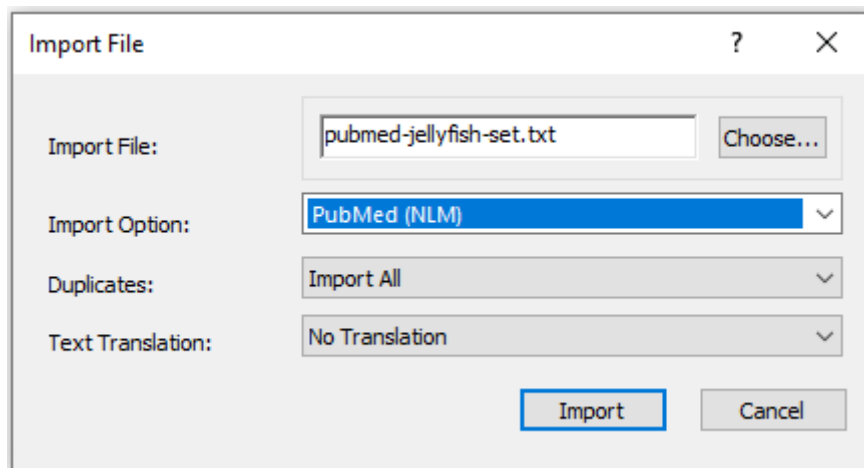 Import File
?
Import File: pubmed-jellyfish-set.txt Choose...
Import Option: PubMed (NLM)
Duplicates: Import All
Text Translation: No Translation
Import Cancel